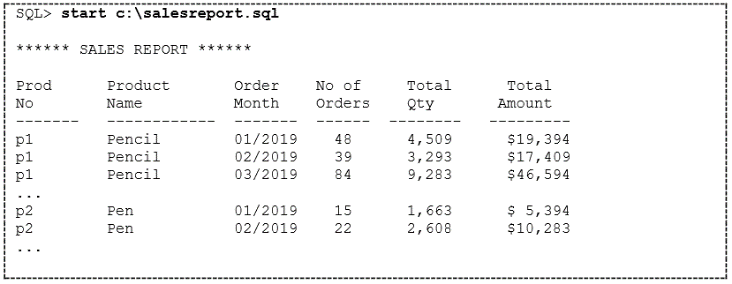 SQL> start c:\salesreport.sql
****** SALES REPORT ******
Prod Product Order No of Total Total
No Name Month Orders Qty Amount
------- ------------ ------- ------ -------- ---------
p1 Pencil 01/2019 48 4,509 $19,394
p1 Pencil 02/2019 39 3,293 $17,409
p1 Pencil 03/2019 84 9,283 $46,594
...
p2 Pen 01/2019 15 1,663 $ 5,394
p2 Pen 02/2019 22 2,608 $10,283
...